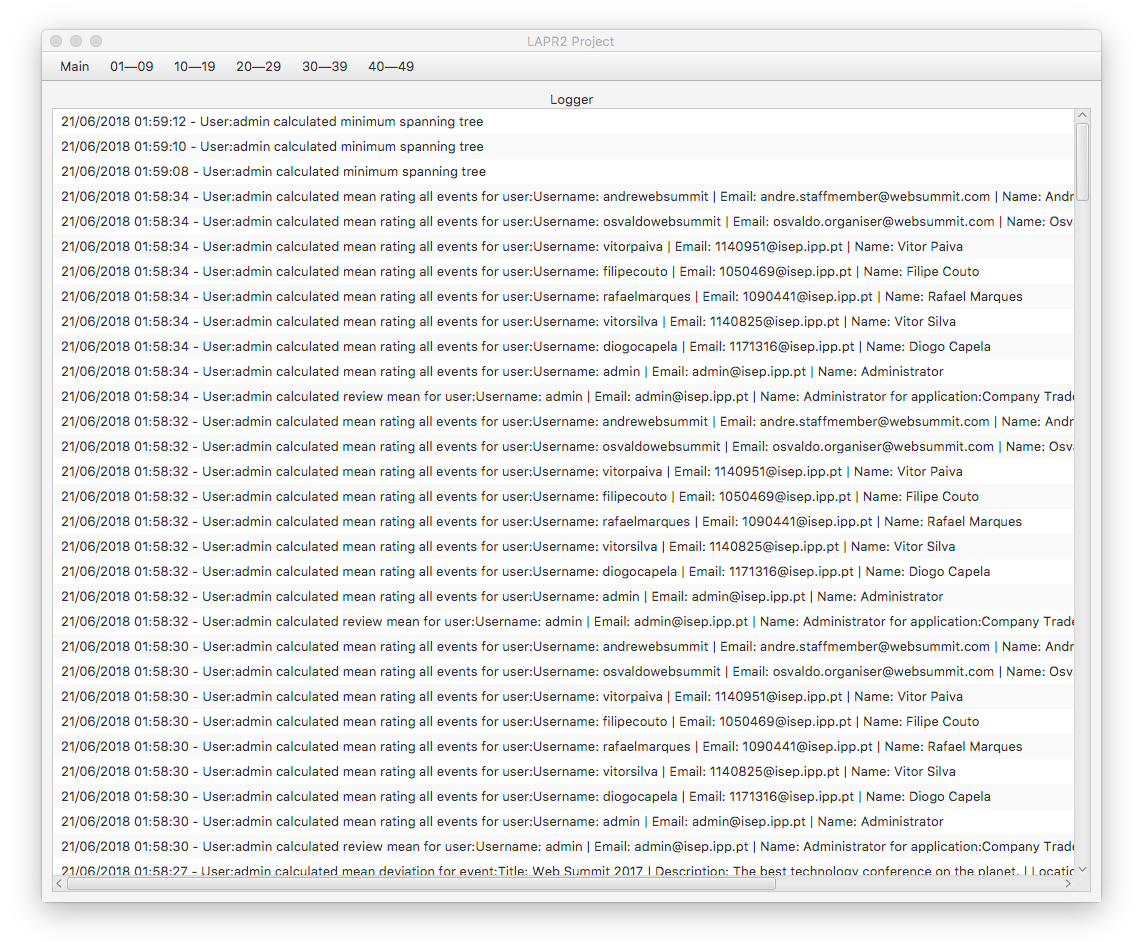 LAPR2 Project
Main 01—09 10—19 20—29 30—39 40—49
Logger
21/06/2018 01:59:12 - User:admin calculated minimum spanning tree
21/06/2018 01:59:10 - User:admin calculated minimum spanning tree
21/06/2018 01:59:08 - User:admin calculated minimum spanning tree
21/06/2018 01:58:34 - User:admin calculated mean rating all events for user:Username: andrewebsummit | Email: andre.staffmember@websummit.com | Name: Andr
21/06/2018 01:58:34 - User:admin calculated mean rating all events for user:Username: osvaldowebsummit | Email: osvaldo.organiser@websummit.com | Name: Osv
21/06/2018 01:58:34 - User:admin calculated mean rating all events for user:Username: vitorpaiva | Email: 1140951@isep.ipp.pt | Name: Vitor Paiva
21/06/2018 01:58:34 - User:admin calculated mean rating all events for user:Username: filipecouto | Email: 1050469@isep.ipp.pt | Name: Filipe Couto
21/06/2018 01:58:34 - User:admin calculated mean rating all events for user:Username: rafaelmarques | Email: 1090441@isep.ipp.pt | Name: Rafael Marques
21/06/2018 01:58:34 - User:admin calculated mean rating all events for user:Username: vitorsilva | Email: 1140825@isep.ipp.pt | Name: Vitor Silva
21/06/2018 01:58:34 - User:admin calculated mean rating all events for user:Username: diogocapela | Email: 1171316@isep.ipp.pt | Name: Diogo Capela
21/06/2018 01:58:34 - User:admin calculated mean rating all events for user:Username: admin | Email: admin@isep.ipp.pt | Name: Administrator
21/06/2018 01:58:34 - User:admin calculated review mean for user:Username: admin | Email: admin@isep.ipp.pt | Name: Administrator for application:Company Trade
21/06/2018 01:58:32 - User:admin calculated mean rating all events for user:Username: andrewebsummit | Email: andre.staffmember@websummit.com | Name: Andr
21/06/2018 01:58:32 - User:admin calculated mean rating all events for user:Username: osvaldowebsummit | Email: osvaldo.organiser@websummit.com | Name: Osv
21/06/2018 01:58:32 - User:admin calculated mean rating all events for user:Username: vitorpaiva | Email: 1140951@isep.ipp.pt | Name: Vitor Paiva
21/06/2018 01:58:32 - User:admin calculated mean rating all events for user:Username: filipecouto | Email: 1050469@isep.ipp.pt | Name: Filipe Couto
21/06/2018 01:58:32 - User:admin calculated mean rating all events for user:Username: rafaelmarques | Email: 1090441@isep.ipp.pt | Name: Rafael Marques
21/06/2018 01:58:32 - User:admin calculated mean rating all events for user:Username: vitorsilva | Email: 1140825@isep.ipp.pt | Name: Vitor Silva
21/06/2018 01:58:32 - User:admin calculated mean rating all events for user:Username: diogocapela | Email: 1171316@isep.ipp.pt | Name: Diogo Capela
21/06/2018 01:58:32 - User:admin calculated mean rating all events for user:Username: admin | Email: admin@isep.ipp.pt | Name: Administrator
21/06/2018 01:58:32 - User:admin calculated review mean for user:Username: admin | Email: admin@isep.ipp.pt | Name: Administrator for application:Company Trade
21/06/2018 01:58:30 - User:admin calculated mean rating all events for user:Username: andrewebsummit | Email: andre.staffmember@websummit.com | Name: Andr
21/06/2018 01:58:30 - User:admin calculated mean rating all events for user:Username: osvaldowebsummit | Email: osvaldo.organiser@websummit.com | Name: Osv
21/06/2018 01:58:30 - User:admin calculated mean rating all events for user:Username: vitorpaiva | Email: 1140951@isep.ipp.pt | Name: Vitor Paiva
21/06/2018 01:58:30 - User:admin calculated mean rating all events for user:Username: filipecouto | Email: 1050469@isep.ipp.pt | Name: Filipe Couto
21/06/2018 01:58:30 - User:admin calculated mean rating all events for user:Username: rafaelmarques | Email: 1090441@isep.ipp.pt | Name: Rafael Marques
21/06/2018 01:58:30 - User:admin calculated mean rating all events for user:Username: vitorsilva | Email: 1140825@isep.ipp.pt | Name: Vitor Silva
21/06/2018 01:58:30 - User:admin calculated mean rating all events for user:Username: diogocapela | Email: 1171316@isep.ipp.pt | Name: Diogo Capela
21/06/2018 01:58:30 - User:admin calculated mean rating all events for user:Username: admin | Email: admin@isep.ipp.pt | Name: Administrator
21/06/2018 01:58:30 - User:admin calculated review mean for user:Username: admin | Email: admin@isep.ipp.pt | Name: Administrator for application:Company Trade
21/06/2018 01:58:27 - User:admin calculated mean deviation for event:Title: Web Summit 2017 | Description: The best technology conference on the planet. | Locatio